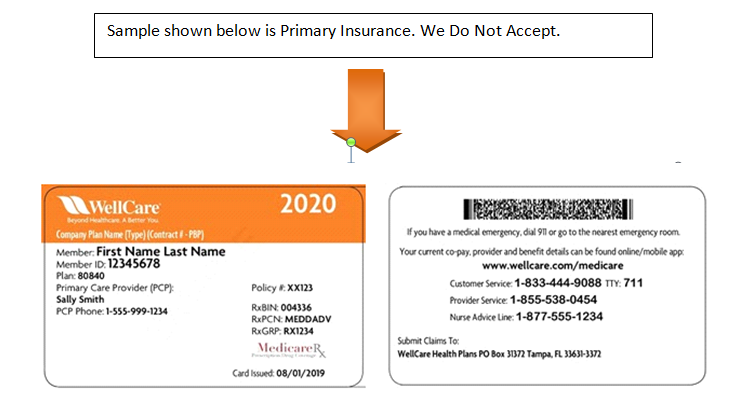 Sample shown below is Primary Insurance. We Do Not Accept.
WellCare
Beyond Healthcare. A Better You.
2020
Company Plan Name (Type) (Contract # - PBP)
Member: First Name Last Name
Member ID: 12345678
Plan: 80840
Primary Care Provider (PCP):
Sally Smith
PCP Phone: 1-555-999-1234
Policy #: XX123
RxBIN: 004336
RxPCN: MEDDADV
RxGRP: RX1234
MedicareRx
Prescription Drug Coverage
Card Issued: 08/01/2019
If you have a medical emergency, dial 911 or go to the nearest emergency room.
Your current co-pay, provider and benefit details can be found online/mobile app:
www.wellcare.com/medicare
Customer Service: 1-833-444-9088 TTY: 711
Provider Service: 1-855-538-0454
Nurse Advice Line: 1-877-555-1234
Submit Claims To:
WellCare Health Plans PO Box 31372 Tampa, FL 33631-3372